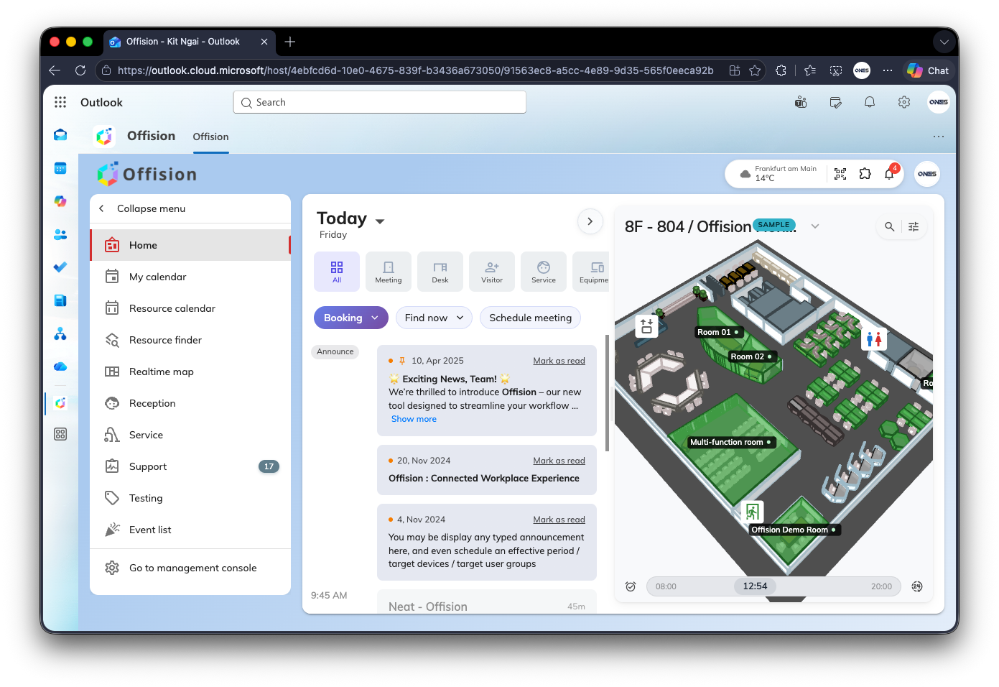 Offision - Kit Ngai - Outlook
https://outlook.cloud.microsoft/host/4ebfcd6d-10e0-4675-839f-b3436a673050/91563ec8-a5cc-4e89-9d35-565f0eeca92b
ONES
Chat
Outlook
Search
ONES
Offision
Offision
Offision
Frankfurt am Main
14°C
4
ONES
Collapse menu
Home
My calendar
Resource calendar
Resource finder
Realtime map
Reception
Service
Support
17
Testing
Event list
Go to management console
Today
Friday
All
Meeting
Desk
Visitor
Service
Equipme
Booking
Find now
Schedule meeting
Announce
10, Apr 2025
Mark as read
Exciting News, Team!
We're thrilled to introduce Offision – our new
tool designed to streamline your workflow ...
Show more
20, Nov 2024
Mark as read
Offision : Connected Workplace Experience
4, Nov 2024
Mark as read
You may be display any typed announcement
here, and even schedule an effective period /
target devices / target user groups
9:45 AM
Neat - Offision
45m
8F - 804 / Offision
SAMPLE
Room 01
Room 02
Ro
Multi-function room
Offision Demo Room
08:00
12:54
20:00
24